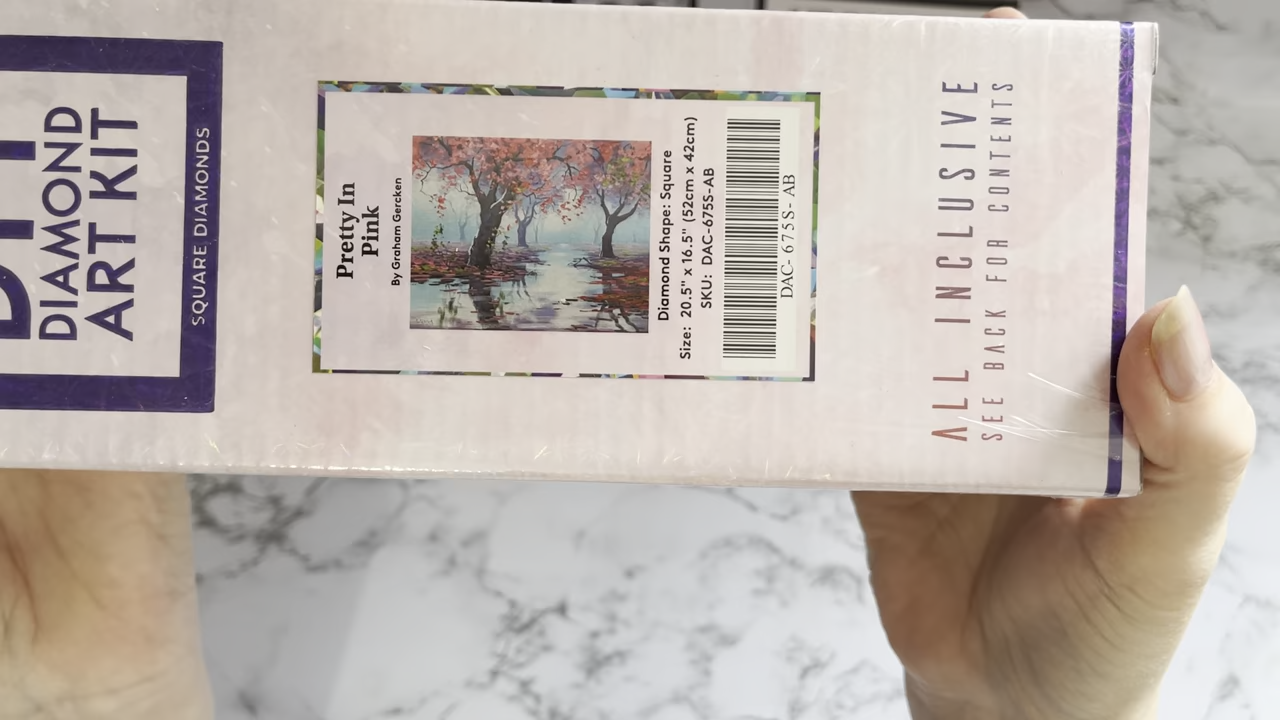 DIY
DIAMOND
ART KIT
SQUARE DIAMONDS
Pretty In
Pink
By Graham Gercken
Diamond Shape: Square
Size: 20.5" x 16.5" (52cm x 42cm)
SKU: DAC-675S-AB
DAC- 675S- AB
ALL INCLUSIVE
SEE BACK FOR CONTENTS